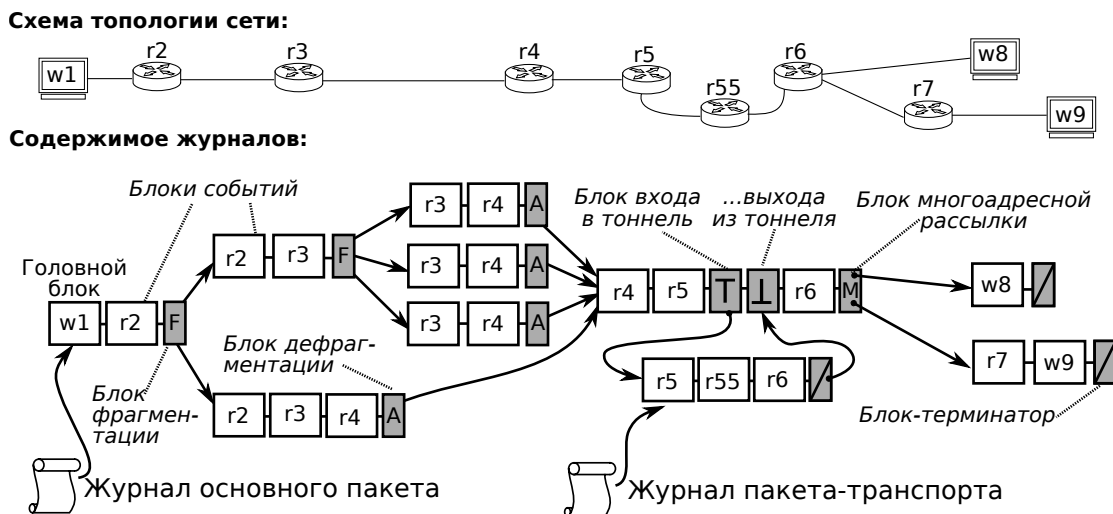 Схема топологии сети:
w1
r2
r3
r4
r5
r55
r6
r7
w8
w9
Содержимое журналов:
Блоки событий
Блок входа
в тоннель
...выхода
из тоннеля
Блок многоадресной
рассылки
Головной
блок
w1 r2 F
r2 r3 F
r3 r4 A
r3 r4 A
r3 r4 A
r2 r3 r4 A
r4 r5 r6 M
r5 r55 r6
w8
r7 w9
Блок дефраг-
ментации
Блок
фрагмен-
тации
Блок-терминатор
Журнал основного пакета
Журнал пакета-транспорта